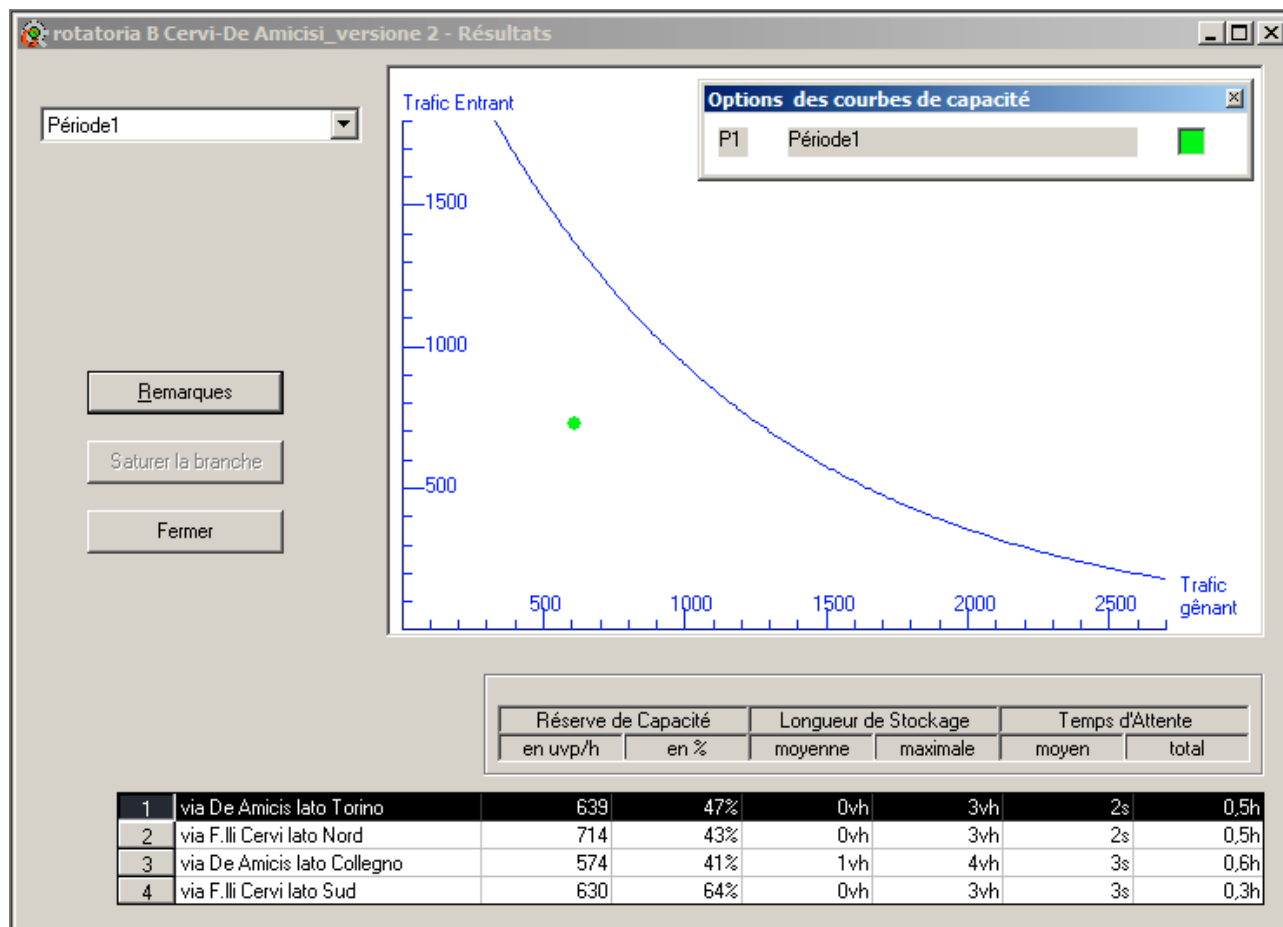 rotatoria B Cervi-De Amicisi_versione 2 - Résultats
Période1
Trafic Entrant
Options des courbes de capacité
P1 Période1
1500
1000
500
500 1000 1500 2000 2500
Trafic
gênant
Remarques
Saturer la branche
Fermer
Réserve de Capacité Longueur de Stockage Temps d'Attente
en uvp/h en % moyenne maximale moyen total
1 via De Amicis lato Torino 639 47% 0vh 3vh 2s 0,5h
2 via F.lli Cervi lato Nord 714 43% 0vh 3vh 2s 0,5h
3 via De Amicis lato Collegno 574 41% 1vh 4vh 3s 0,6h
4 via F.lli Cervi lato Sud 630 64% 0vh 3vh 3s 0,3h